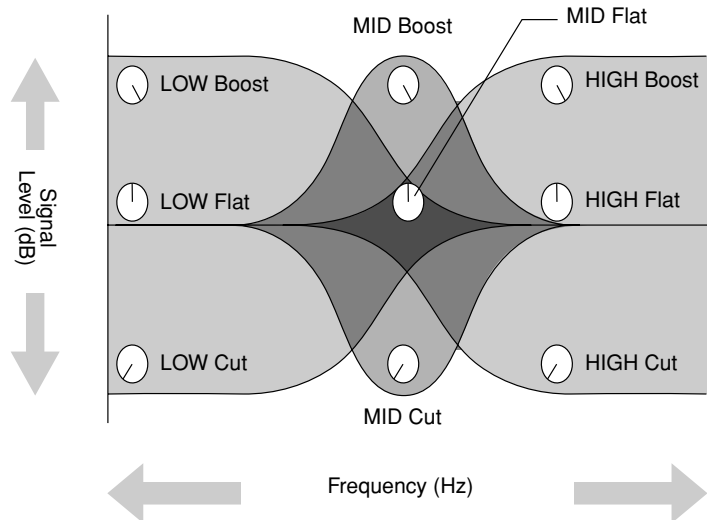 MID Flat
MID Boost
LOW Boost
HIGH Boost
LOW Flat
HIGH Flat
Signal
Level (dB)
LOW Cut
HIGH Cut
MID Cut
Frequency (Hz)